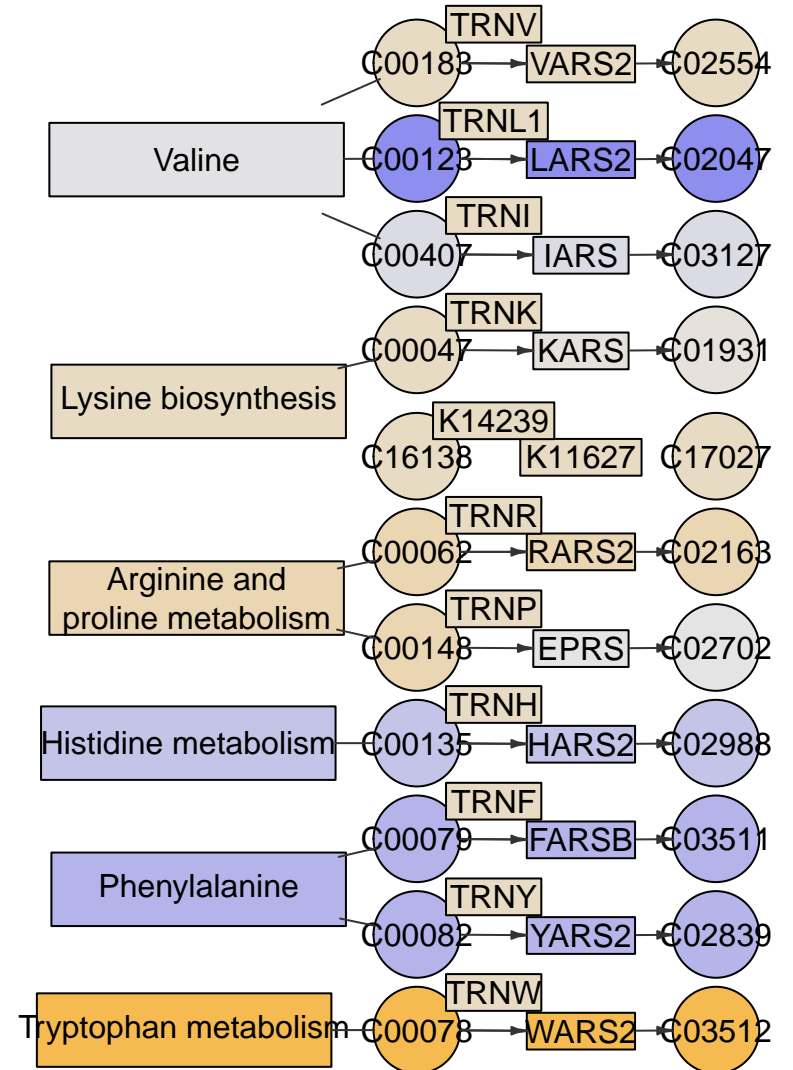 TRNV
C00183 VARS2 C02554
TRNL1
Valine C00123 LARS2 C02047
TRNI
C00407 IARS C03127
TRNK
C00047 KARS C01931
Lysine biosynthesis
K14239
C16138 K11627 C17027
TRNR
C00062 RARS2 C02163
Arginine and
proline metabolism
TRNP
C00148 EPRS C02702
TRNH
Histidine metabolism C00135 HARS2 C02988
TRNF
C00079 FARSB C03511
Phenylalanine
TRNY
C00082 YARS2 C02839
TRNW
Tryptophan metabolism C00078 WARS2 C03512